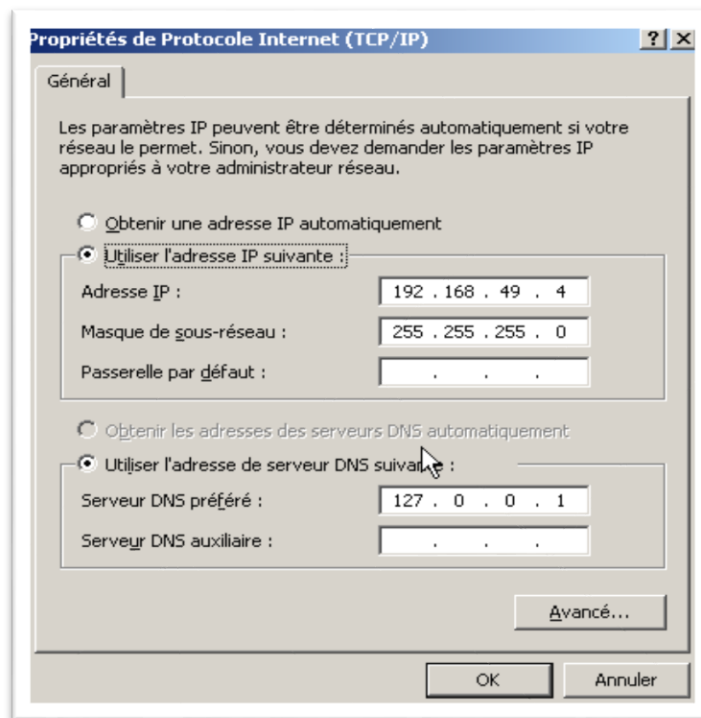 Propriétés de Protocole Internet (TCP/IP)
Général
Les paramètres IP peuvent être déterminés automatiquement si votre
réseau le permet. Sinon, vous devez demander les paramètres IP
appropriés à votre administrateur réseau.
Obtenir une adresse IP automatiquement
Utiliser l'adresse IP suivante :
Adresse IP : 192 . 168 . 49 . 4
Masque de sous-réseau : 255 . 255 . 255 . 0
Passerelle par défaut : . . .
Obtenir les adresses des serveurs DNS automatiquement
Utiliser l'adresse de serveur DNS suivante :
Serveur DNS préféré : 127 . 0 . 0 . 1
Serveur DNS auxiliaire : . . .
Avancé...
OK Annuler